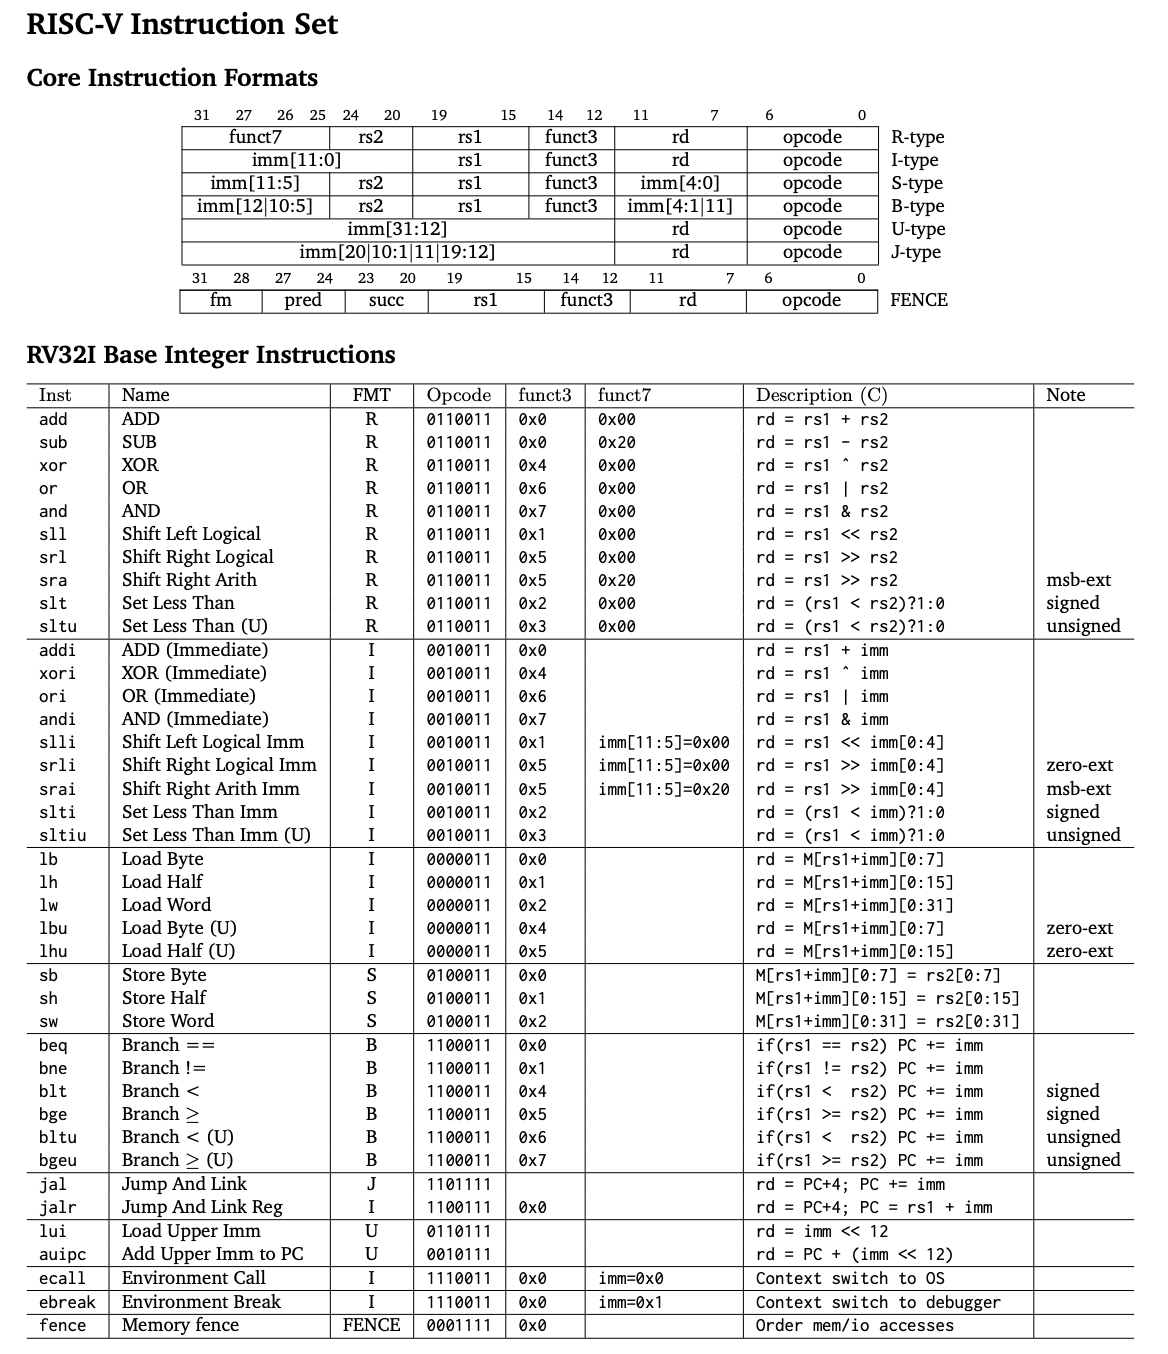 RISC-V Instruction Set
Core Instruction Formats
31 27 26 25 24 20 19 15 14 12 11 7 6 0
funct7 rs2 rs1 funct3 rd opcode R-type
imm[11:0] rs1 funct3 rd opcode I-type
imm[11:5] rs2 rs1 funct3 imm[4:0] opcode S-type
imm[12|10:5] rs2 rs1 funct3 imm[4:1|11] opcode B-type
imm[31:12] rd opcode U-type
imm[20|10:1|11|19:12] rd opcode J-type
31 28 27 24 23 20 19 15 14 12 11 7 6 0
fm pred succ rs1 funct3 rd opcode FENCE
RV32I Base Integer Instructions
Inst Name FMT Opcode funct3 funct7 Description (C) Note
add ADD R 0110011 0x0 0x00 rd = rs1 + rs2
sub SUB R 0110011 0x0 0x20 rd = rs1 - rs2
xor XOR R 0110011 0x4 0x00 rd = rs1 ^ rs2
or OR R 0110011 0x6 0x00 rd = rs1 | rs2
and AND R 0110011 0x7 0x00 rd = rs1 & rs2
sll Shift Left Logical R 0110011 0x1 0x00 rd = rs1 << rs2
srl Shift Right Logical R 0110011 0x5 0x00 rd = rs1 >> rs2
sra Shift Right Arith R 0110011 0x5 0x20 rd = rs1 >> rs2 msb-ext
slt Set Less Than R 0110011 0x2 0x00 rd = (rs1 < rs2)?1:0 signed
sltu Set Less Than (U) R 0110011 0x3 0x00 rd = (rs1 < rs2)?1:0 unsigned
addi ADD (Immediate) I 0010011 0x0 rd = rs1 + imm
xori XOR (Immediate) I 0010011 0x4 rd = rs1 ^ imm
ori OR (Immediate) I 0010011 0x6 rd = rs1 | imm
andi AND (Immediate) I 0010011 0x7 rd = rs1 & imm
slli Shift Left Logical Imm I 0010011 0x1 imm[11:5]=0x00 rd = rs1 << imm[0:4]
srli Shift Right Logical Imm I 0010011 0x5 imm[11:5]=0x00 rd = rs1 >> imm[0:4] zero-ext
srai Shift Right Arith Imm I 0010011 0x5 imm[11:5]=0x20 rd = rs1 >> imm[0:4] msb-ext
slti Set Less Than Imm I 0010011 0x2 rd = (rs1 < imm)?1:0 signed
sltiu Set Less Than Imm (U) I 0010011 0x3 rd = (rs1 < imm)?1:0 unsigned
lb Load Byte I 0000011 0x0 rd = M[rs1+imm][0:7]
lh Load Half I 0000011 0x1 rd = M[rs1+imm][0:15]
lw Load Word I 0000011 0x2 rd = M[rs1+imm][0:31]
lbu Load Byte (U) I 0000011 0x4 rd = M[rs1+imm][0:7] zero-ext
lhu Load Half (U) I 0000011 0x5 rd = M[rs1+imm][0:15] zero-ext
sb Store Byte S 0100011 0x0 M[rs1+imm][0:7] = rs2[0:7]
sh Store Half S 0100011 0x1 M[rs1+imm][0:15] = rs2[0:15]
sw Store Word S 0100011 0x2 M[rs1+imm][0:31] = rs2[0:31]
beq Branch == B 1100011 0x0 if(rs1 == rs2) PC += imm
bne Branch != B 1100011 0x1 if(rs1 != rs2) PC += imm
blt Branch < B 1100011 0x4 if(rs1 < rs2) PC += imm signed
bge Branch ≥ B 1100011 0x5 if(rs1 >= rs2) PC += imm signed
bltu Branch < (U) B 1100011 0x6 if(rs1 < rs2) PC += imm unsigned
bgeu Branch ≥ (U) B 1100011 0x7 if(rs1 >= rs2) PC += imm unsigned
jal Jump And Link J 1101111 rd = PC+4; PC += imm
jalr Jump And Link Reg I 1100111 0x0 rd = PC+4; PC = rs1 + imm
lui Load Upper Imm U 0110111 rd = imm << 12
auipc Add Upper Imm to PC U 0010111 rd = PC + (imm << 12)
ecall Environment Call I 1110011 0x0 imm=0x0 Context switch to OS
ebreak Environment Break I 1110011 0x0 imm=0x1 Context switch to debugger
fence Memory fence FENCE 0001111 0x0 Order mem/io accesses